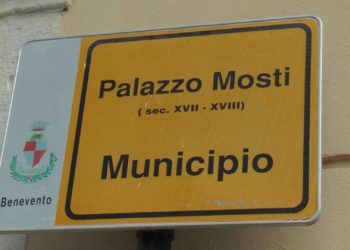 Palazzo Mosti
( sec. XVII - XVIII)
Municipio
Benevento